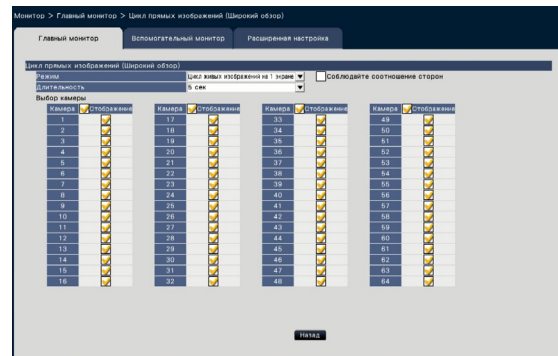 Монитор > Главный монитор > Цикл прямых изображений (Широкий обзор)
Главный монитор Вспомогательный монитор Расширенная настройка
Цикл прямых изображений (Широкий обзор)
Режим Цикл живых изображений на 1 экране Соблюдайте соотношение сторон
Длительность 5 сек
Выбор камеры
Камера Отображение Камера Отображение Камера Отображение Камера Отображение
1 17 33 49
2 18 34 50
3 19 35 51
4 20 36 52
5 21 37 53
6 22 38 54
7 23 39 55
8 24 40 56
9 25 41 57
10 26 42 58
11 27 43 59
12 28 44 60
13 29 45 61
14 30 46 62
15 31 47 63
16 32 48 64
Назад